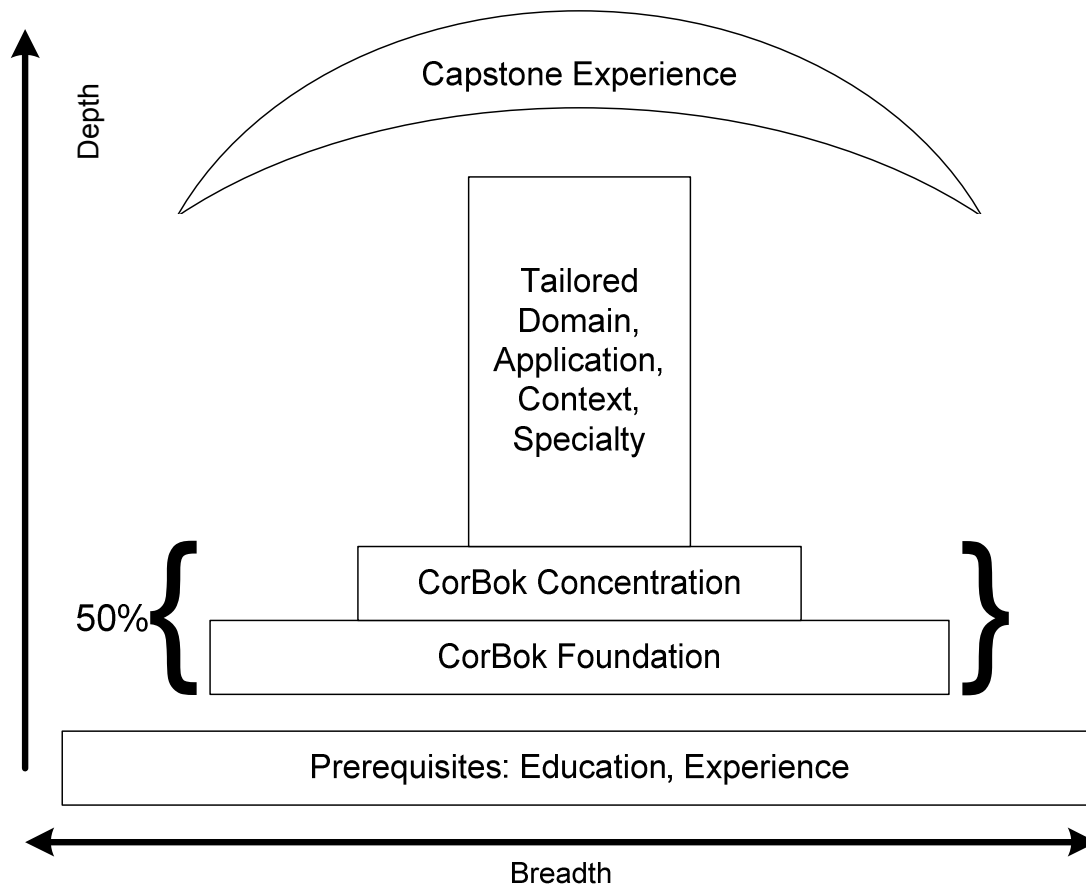 Capstone Experience
Depth
Tailored
Domain,
Application,
Context,
Specialty
CorBok Concentration
50%
CorBok Foundation
Prerequisites: Education, Experience
Breadth